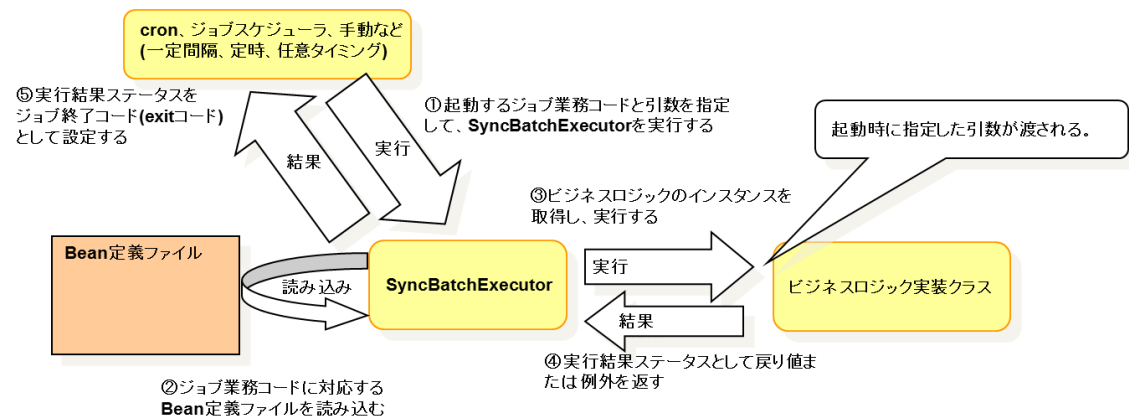 cron、ジョブスケジューラ、手動など
(一定間隔、定時、任意タイミング)
⑤実行結果ステータスを
ジョブ終了コード(exitコード)
として設定する
①起動するジョブ業務コードと引数を指定
して、SyncBatchExecutorを実行する
起動時に指定した引数が渡される。
結果
実行
③ビジネスロジックのインスタンスを
取得し、実行する
Bean定義ファイル
読み込み
SyncBatchExecutor
実行
ビジネスロジック実装クラス
結果
④実行結果ステータスとして戻り値ま
たは例外を返す
②ジョブ業務コードに対応する
Bean定義ファイルを読み込む